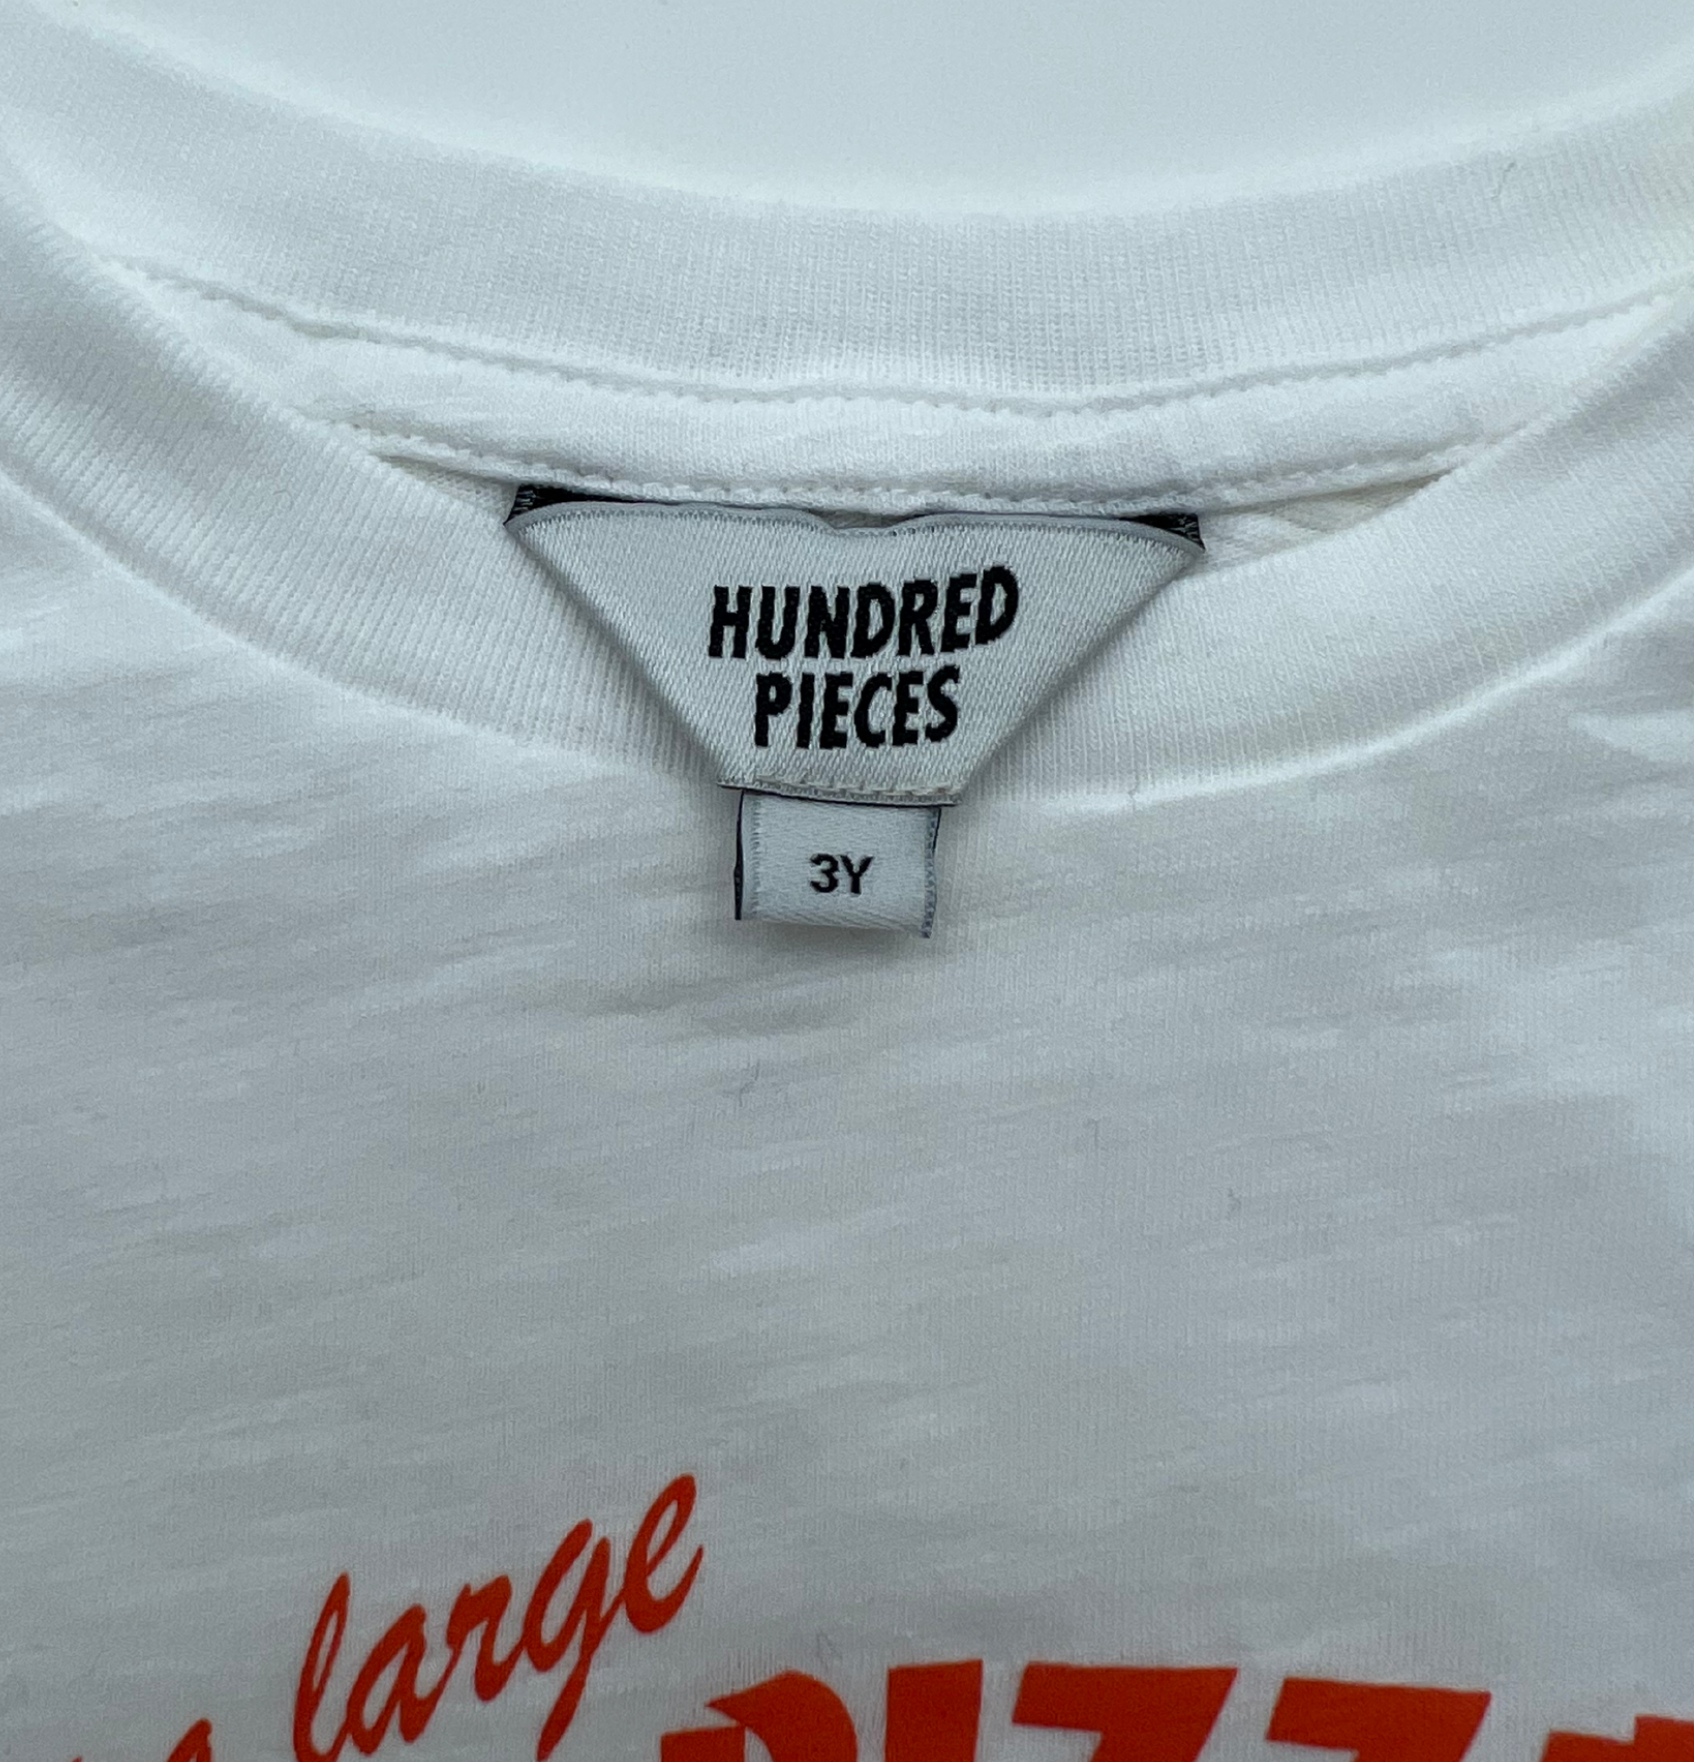 HUNDRED
PIECES
3Y
large